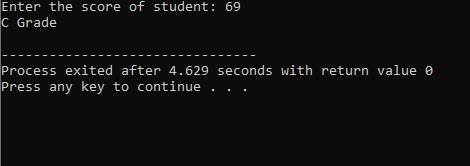 Enter the score of student: 69
C Grade
--------------------------------
Process exited after 4.629 seconds with return value 0
Press any key to continue . . .